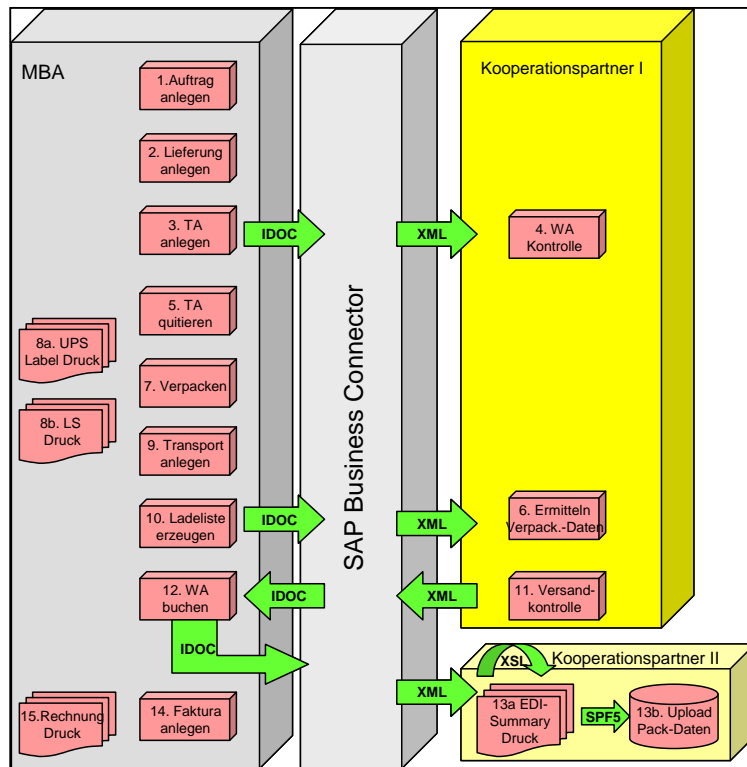 MBA
Kooperationspartner I
1.Auftrag
anlegen
2. Lieferung
anlegen
3. TA
anlegen
IDOC
XML
4. WA
Kontrolle
5. TA
quitieren
8a. UPS
Label Druck
7. Verpacken
8b. LS
Druck
9. Transport
anlegen
SAP Business Connector
10. Ladeliste
erzeugen
IDOC
XML
6. Ermitteln
Verpack.-Daten
12. WA
buchen
IDOC
XML
11. Versand-
kontrolle
IDOC
XSL
Kooperationspartner II
XML
13a EDI-
Summary
Druck
SPF5
13b. Upload
Pack-Daten
15.Rechnung
Druck
14. Faktura
anlegen